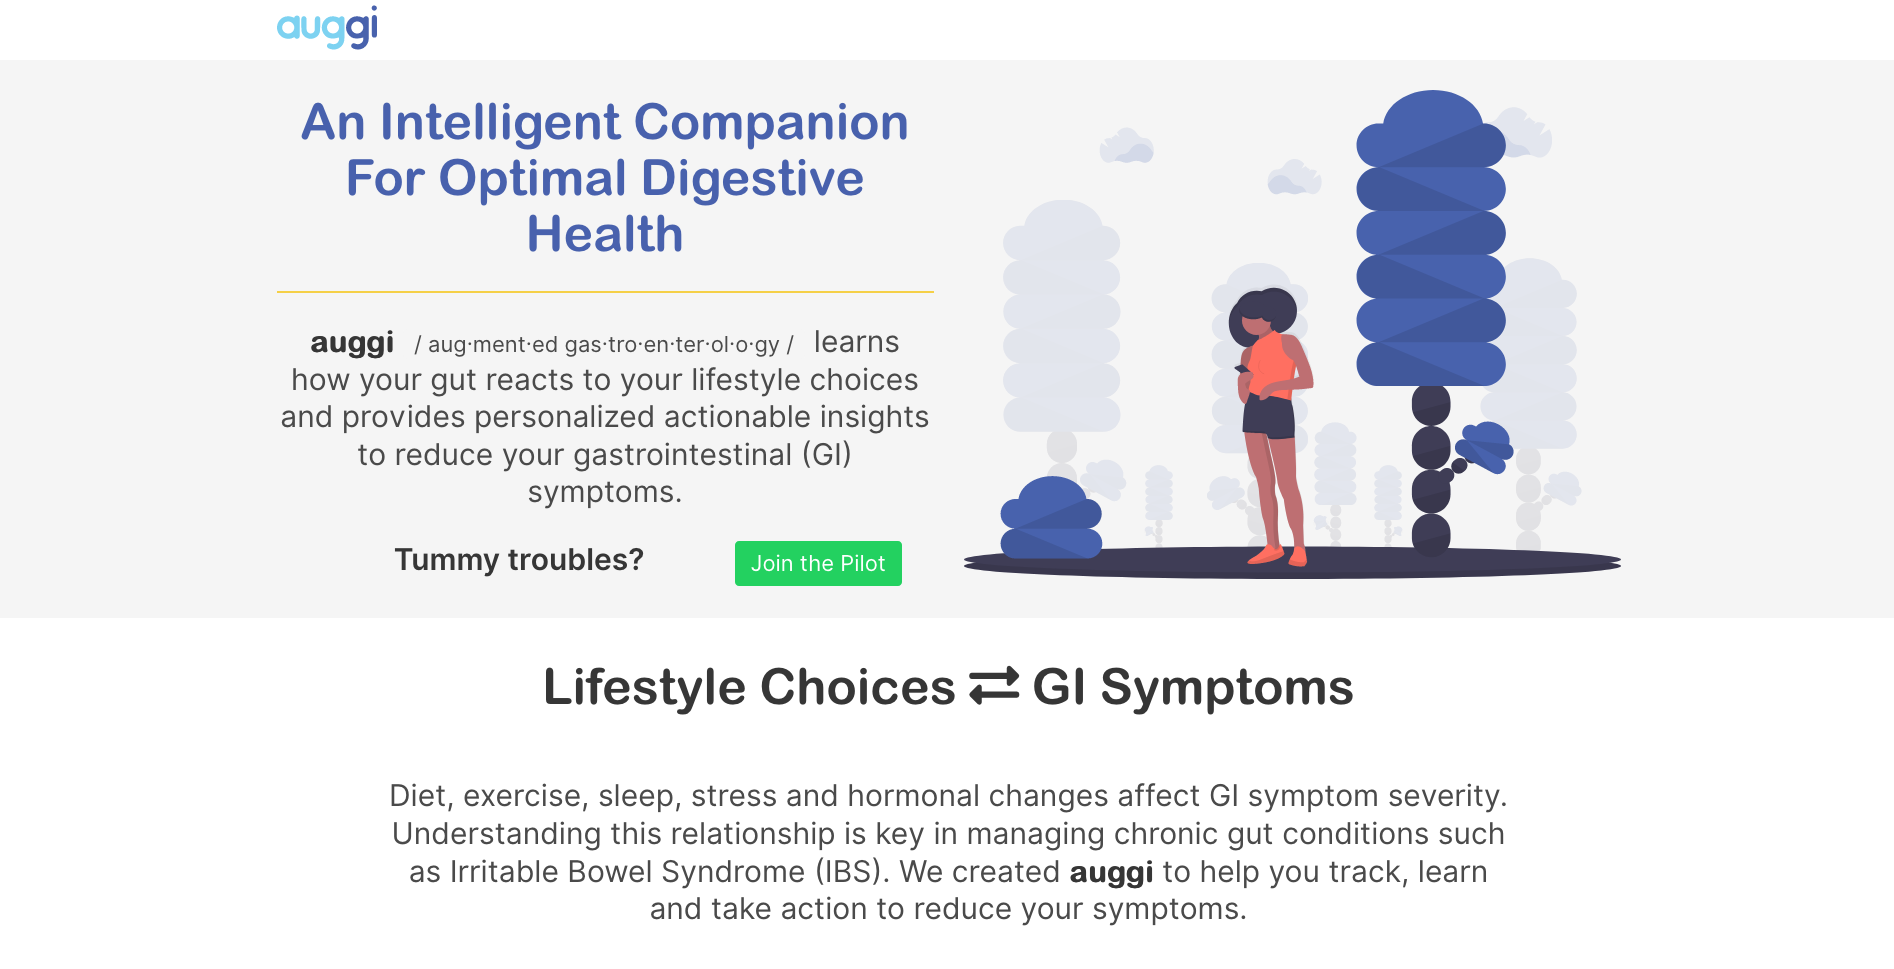 auggi
An Intelligent Companion
For Optimal Digestive
Health
auggi / aug·ment·ed gas·tro·en·ter·ol·o·gy / learns
how your gut reacts to your lifestyle choices
and provides personalized actionable insights
to reduce your gastrointestinal (GI)
symptoms.
Tummy troubles?
Join the Pilot
Lifestyle Choices ⇄ GI Symptoms
Diet, exercise, sleep, stress and hormonal changes affect GI symptom severity.
Understanding this relationship is key in managing chronic gut conditions such
as Irritable Bowel Syndrome (IBS). We created auggi to help you track, learn
and take action to reduce your symptoms.